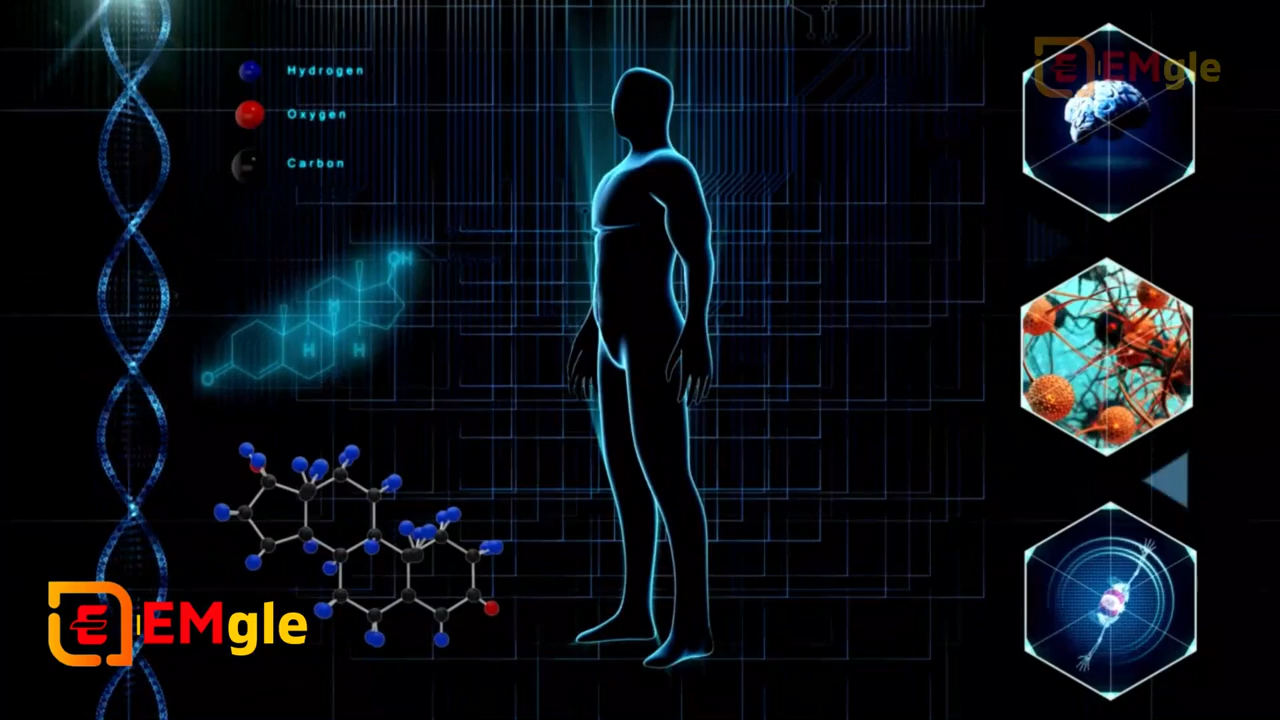 Hydrogen
Oxygen
Carbon
EMgle
OH
H
H
H
O
EMgle